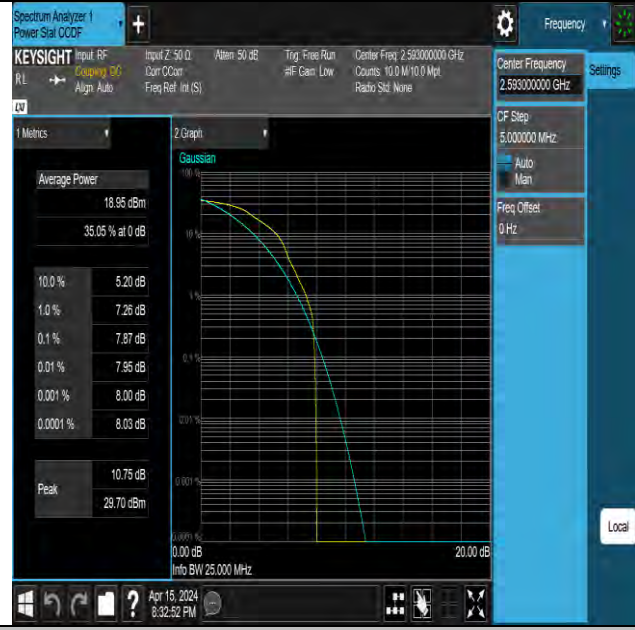 Spectrum Analyzer 1
Power Stat CCDF
Frequency
KEYSIGHT
RL
Input: RF
Coupling: DC
Align: Auto
Input Z: 50 Ω
Corr CCorr
Freq Ref: Int (S)
Atten: 50 dB
Trig: Free Run
#IF Gain: Low
Center Freq: 2.593000000 GHz
Counts: 10.0 M/10.0 Mpt
Radio Std: None
LXI
1 Metrics
Average Power
18.95 dBm
35.05 % at 0 dB
10.0 % 5.20 dB
1.0 % 7.26 dB
0.1 % 7.87 dB
0.01 % 7.95 dB
0.001 % 8.00 dB
0.0001 % 8.03 dB
Peak
10.75 dB
29.70 dBm
2 Graph
Gaussian
100 %
10 %
1 %
0.1 %
0.01 %
0.001 %
0.0001 %
0.00 dB
20.00 dB
Info BW 25.000 MHz
Center Frequency
2.593000000 GHz
Settings
CF Step
5.000000 MHz
Auto
Man
Freq Offset
0 Hz
Local
?
Apr 15, 2024
8:32:52 PM